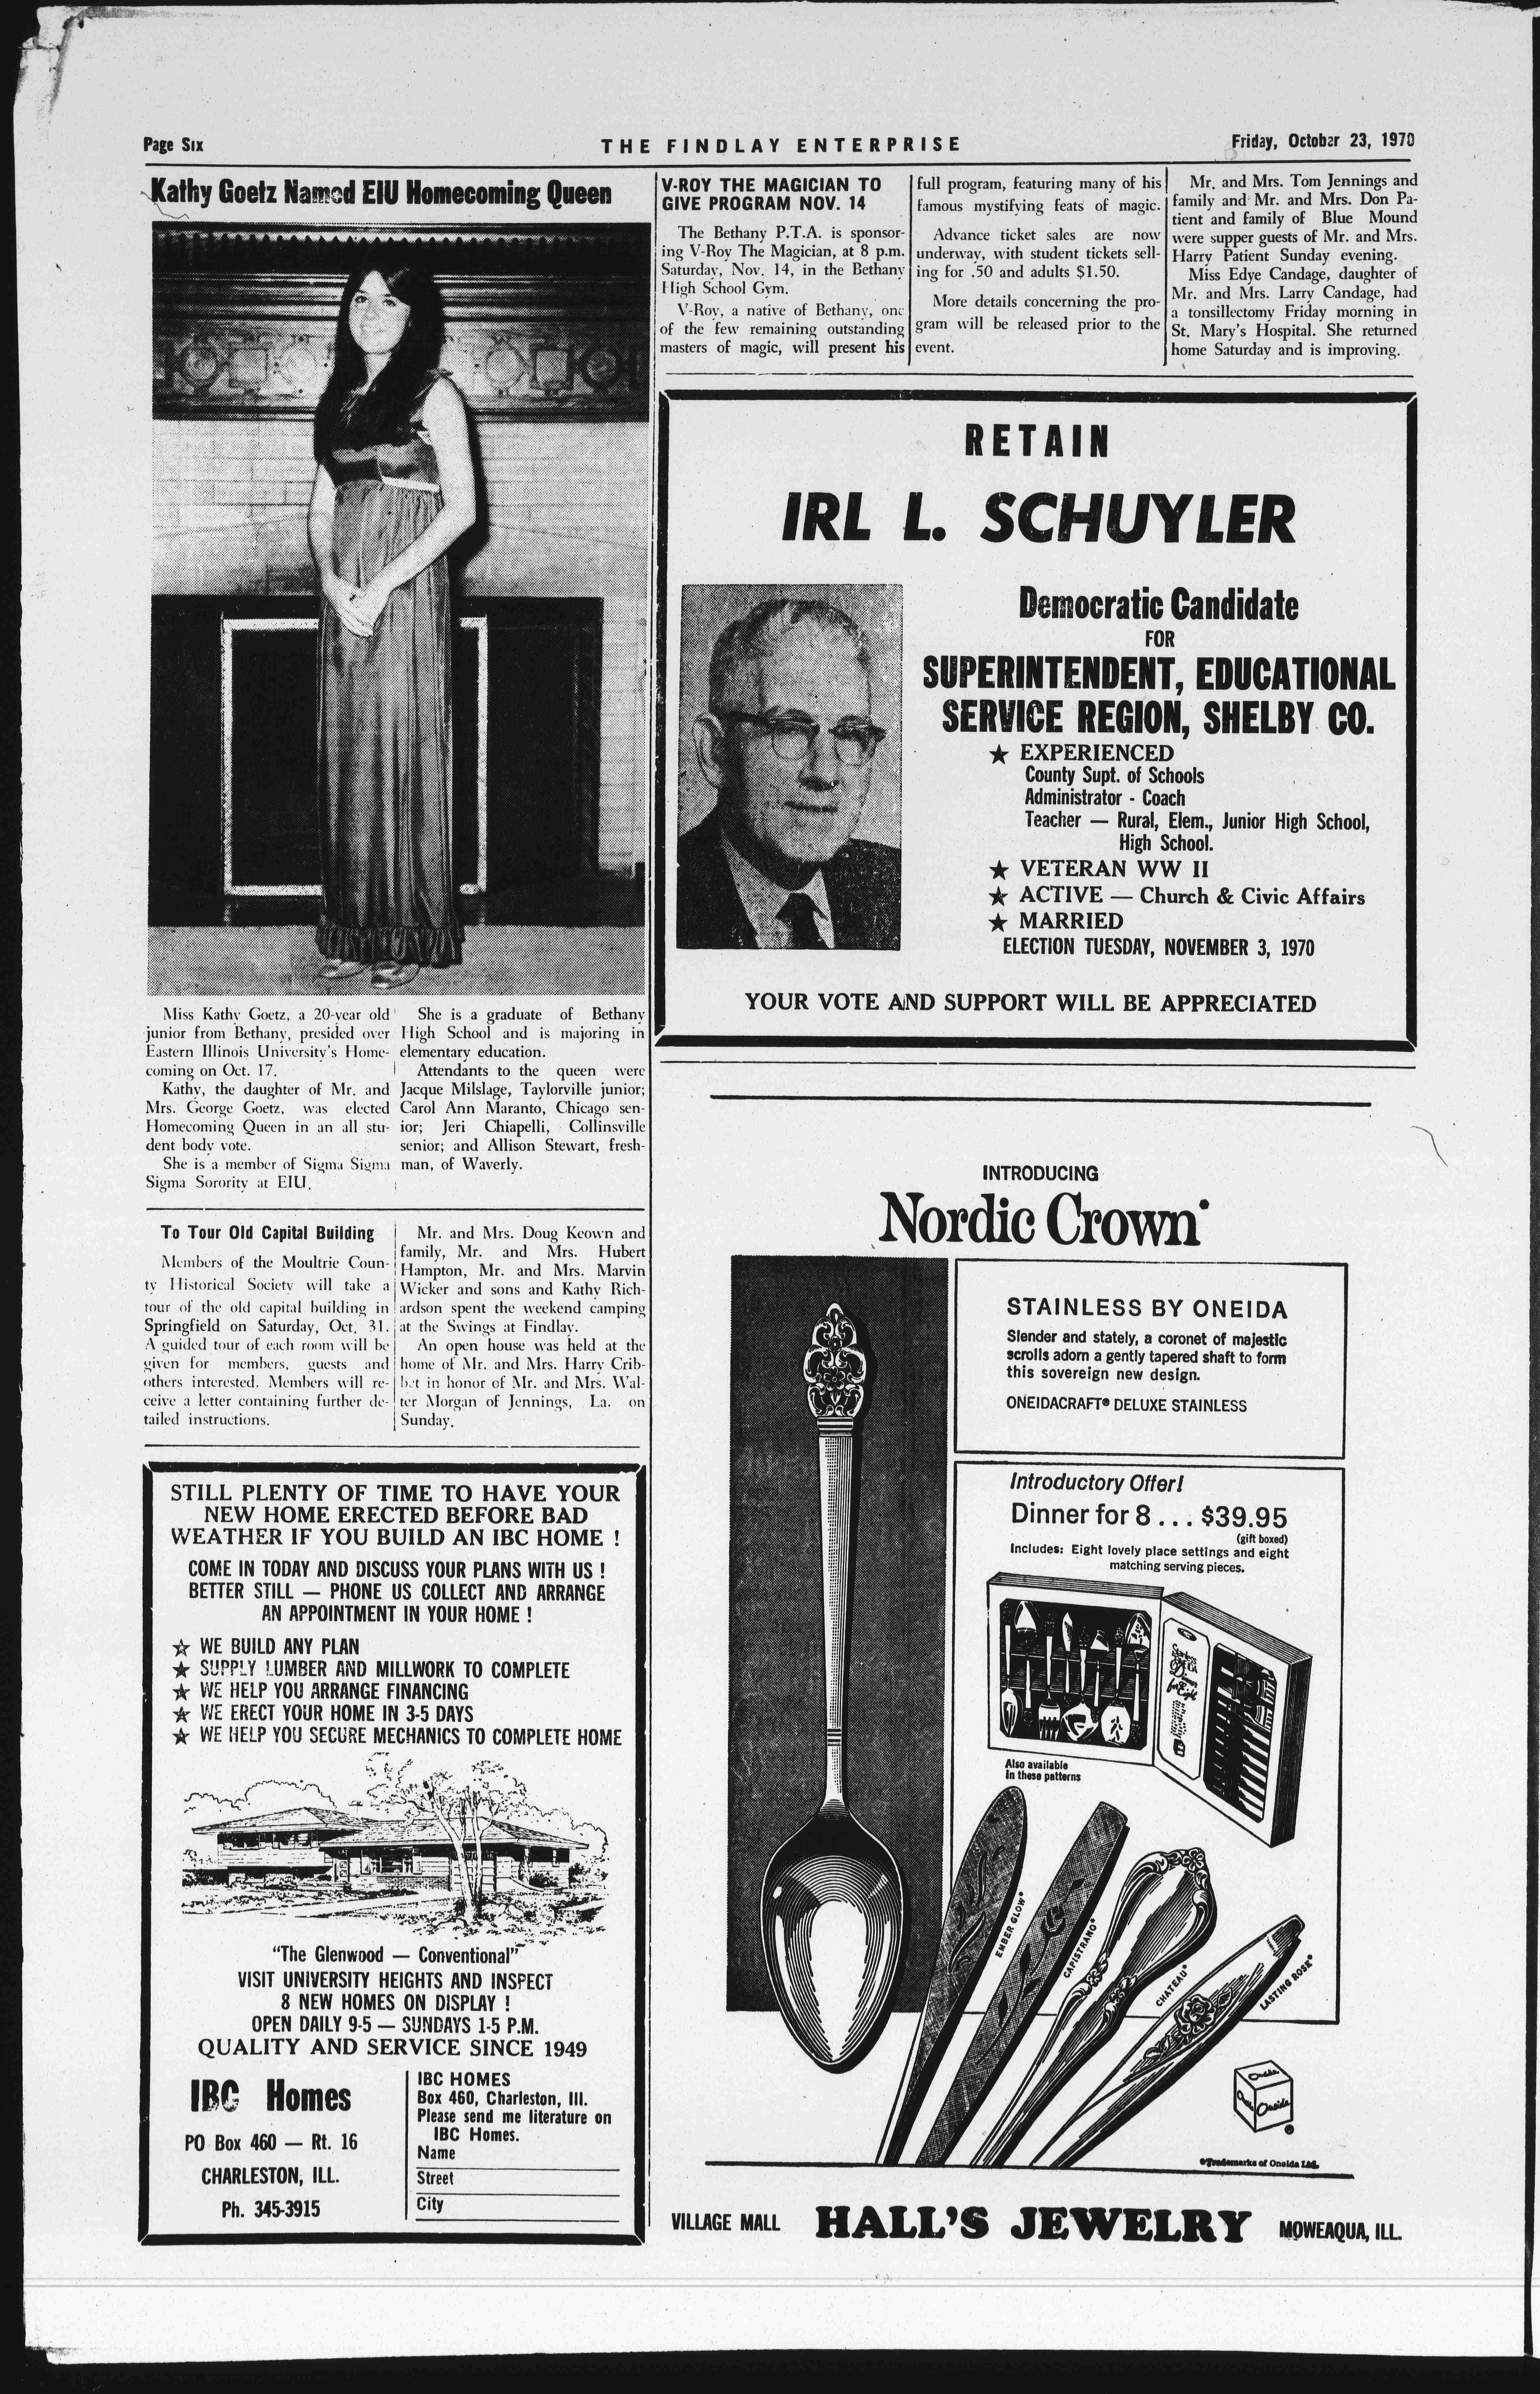 Page Six
THE FINDLAY ENTERPRISE
Friday, October 23, 1970
Kathy Goetz Named EIU Homecoming Queen
Miss Kathy Goetz, a 20-year old
junior from Bethany, presided over
Eastern Illinois University's Home-
coming on Oct. 17.
Kathy, the daughter of Mr. and
Mrs. George Goetz, was elected
Homecoming Queen in an all stu-
dent body vote.
She is a member of Sigma Sigma
Sigma Sorority at EIU.
She is a graduate of Bethany
High School and is majoring in
elementary education.
Attendants to the queen were
Jacque Milslage, Taylorville junior;
Carol Ann Maranto, Chicago sen-
ior; Jeri Chiapelli, Collinsville
senior; and Allison Stewart, fresh-
man, of Waverly.
To Tour Old Capital Building
Members of the Moultrie Coun-
ty Historical Society will take a
tour of the old capital building in
Springfield on Saturday, Oct. 31.
A guided tour of each room will be
given for members, guests and
others interested. Members will re-
ceive a letter containing further de-
tailed instructions.
Mr. and Mrs. Doug Keown and
family, Mr. and Mrs. Hubert
Hampton, Mr. and Mrs. Marvin
Wicker and sons and Kathy Rich-
ardson spent the weekend camping
at the Swings at Findlay.
An open house was held at the
home of Mr. and Mrs. Harry Crib-
bet in honor of Mr. and Mrs. Wal-
ter Morgan of Jennings, La. on
Sunday.
STILL PLENTY OF TIME TO HAVE YOUR
NEW HOME ERECTED BEFORE BAD
WEATHER IF YOU BUILD AN IBC HOME !
COME IN TODAY AND DISCUSS YOUR PLANS WITH US !
BETTER STILL — PHONE US COLLECT AND ARRANGE
AN APPOINTMENT IN YOUR HOME !
★ WE BUILD ANY PLAN
★ SUPPLY LUMBER AND MILLWORK TO COMPLETE
★ WE HELP YOU ARRANGE FINANCING
★ WE ERECT YOUR HOME IN 3-5 DAYS
★ WE HELP YOU SECURE MECHANICS TO COMPLETE HOME
"The Glenwood — Conventional"
VISIT UNIVERSITY HEIGHTS AND INSPECT
8 NEW HOMES ON DISPLAY !
OPEN DAILY 9-5 — SUNDAYS 1-5 P.M.
QUALITY AND SERVICE SINCE 1949
IBC Homes
PO Box 460 — Rt. 16
CHARLESTON, ILL.
Ph. 345-3915
IBC HOMES
Box 460, Charleston, Ill.
Please send me literature on
IBC Homes.
Name
Street
City
V-ROY THE MAGICIAN TO
GIVE PROGRAM NOV. 14
The Bethany P.T.A. is sponsor-
ing V-Roy The Magician, at 8 p.m.
Saturday, Nov. 14, in the Bethany
High School Gym.
V-Roy, a native of Bethany, one
of the few remaining outstanding
masters of magic, will present his
full program, featuring many of his
famous mystifying feats of magic.
Advance ticket sales are now
underway, with student tickets sell-
ing for .50 and adults $1.50.
More details concerning the pro-
gram will be released prior to the
event.
Mr. and Mrs. Tom Jennings and
family and Mr. and Mrs. Don Pa-
tient and family of Blue Mound
were supper guests of Mr. and Mrs.
Harry Patient Sunday evening.
Miss Edye Candage, daughter of
Mr. and Mrs. Larry Candage, had
a tonsillectomy Friday morning in
St. Mary's Hospital. She returned
home Saturday and is improving.
RETAIN
IRL L. SCHUYLER
Democratic Candidate
FOR
SUPERINTENDENT, EDUCATIONAL
SERVICE REGION, SHELBY CO.
★ EXPERIENCED
County Supt. of Schools
Administrator - Coach
Teacher — Rural, Elem., Junior High School,
High School.
★ VETERAN WW II
★ ACTIVE — Church & Civic Affairs
★ MARRIED
ELECTION TUESDAY, NOVEMBER 3, 1970
YOUR VOTE AND SUPPORT WILL BE APPRECIATED
INTRODUCING
Nordic Crown*
STAINLESS BY ONEIDA
Slender and stately, a coronet of majestic
scrolls adorn a gently tapered shaft to form
this sovereign new design.
ONEIDACRAFT® DELUXE STAINLESS
Introductory Offer!
Dinner for 8 . . . $39.95
(gift boxed)
Includes: Eight lovely place settings and eight
matching serving pieces.
Also available
in these patterns
EMBER GLOW*
CAPISTRANO*
CHATEAU*
LASTING ROSE*
Oneida
Oneida
*Trademarks of Oneida Ltd.
VILLAGE MALL
HALL'S JEWELRY
MOWEAQUA, ILL.